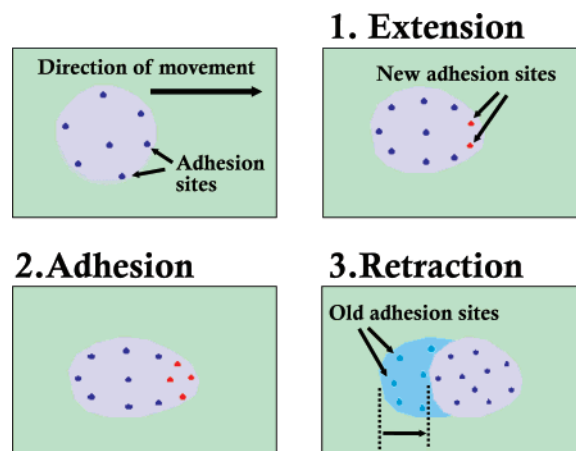 1. Extension
Direction of movement
New adhesion sites
Adhesion
sites
2.Adhesion
3.Retraction
Old adhesion sites